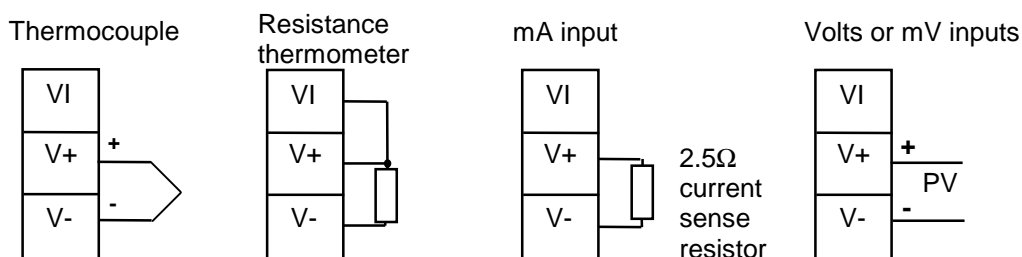 Thermocouple
VI
V+
V-
+
-
Resistance
thermometer
VI
V+
V-
mA input
VI
V+
V-
2.5Ω
current
sense
resistor
Volts or mV inputs
VI
V+
V-
+
PV
-